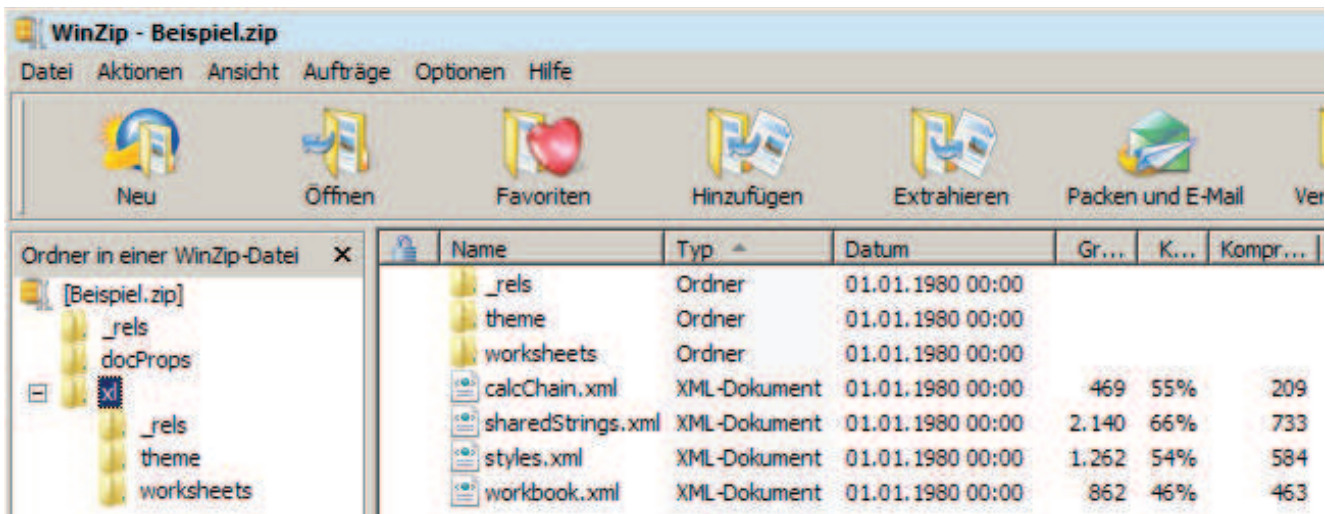 WinZip - Beispiel.zip
Datei Aktionen Ansicht Aufträge Optionen Hilfe
Neu Öffnen Favoriten Hinzufügen Extrahieren Packen und E-Mail Ver
Ordner in einer WinZip-Datei
[Beispiel.zip]
_rels
docProps
xl
_rels
theme
worksheets
Name Typ Datum Gr... K... Kompr...
_rels Ordner 01.01.1980 00:00
theme Ordner 01.01.1980 00:00
worksheets Ordner 01.01.1980 00:00
calcChain.xml XML-Dokument 01.01.1980 00:00 469 55% 209
sharedStrings.xml XML-Dokument 01.01.1980 00:00 2.140 66% 733
styles.xml XML-Dokument 01.01.1980 00:00 1.262 54% 584
workbook.xml XML-Dokument 01.01.1980 00:00 862 46% 463